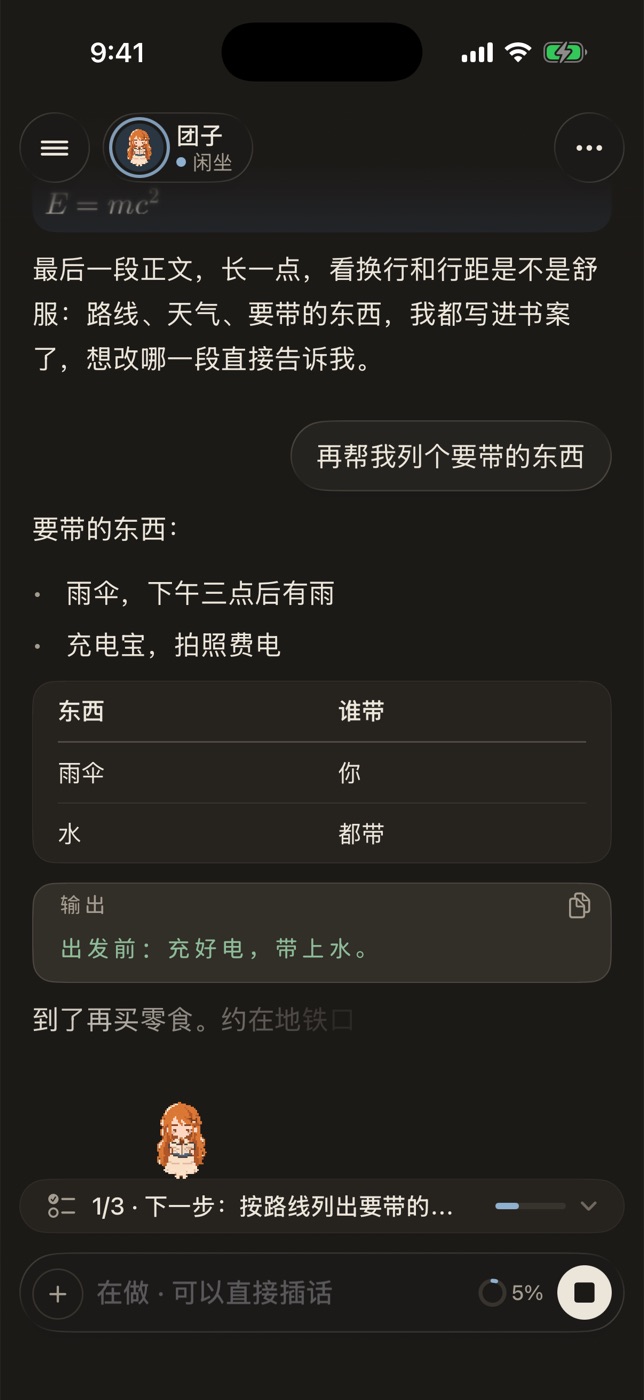 9:41
团子
闲坐
E = mc²
最后一段正文，长一点，看换行和行距是不是舒
服：路线、天气、要带的东西，我都写进书案
了，想改哪一段直接告诉我。
再帮我列个要带的东西
要带的东西：
• 雨伞，下午三点后有雨
• 充电宝，拍照费电
东西 谁带
雨伞 你
水 都带
输出
出发前：充好电，带上水。
到了再买零食。约在地铁口
1/3 · 下一步：按路线列出要带的…
在做 · 可以直接插话
5%